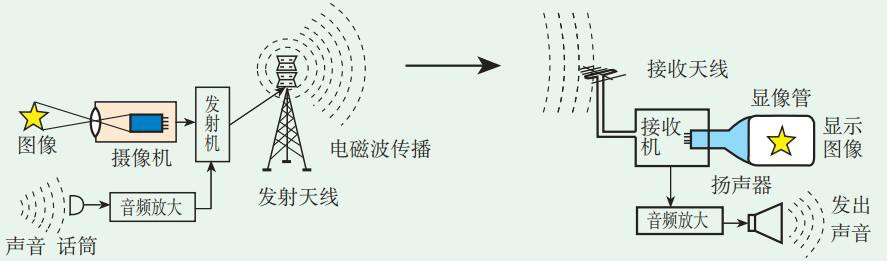 图像
摄像机
发
射
机
声音
话筒
音频放大
发射天线
电磁波传播
接收天线
接收
机
显像管
显示
图像
扬声器
音频放大
发出
声音